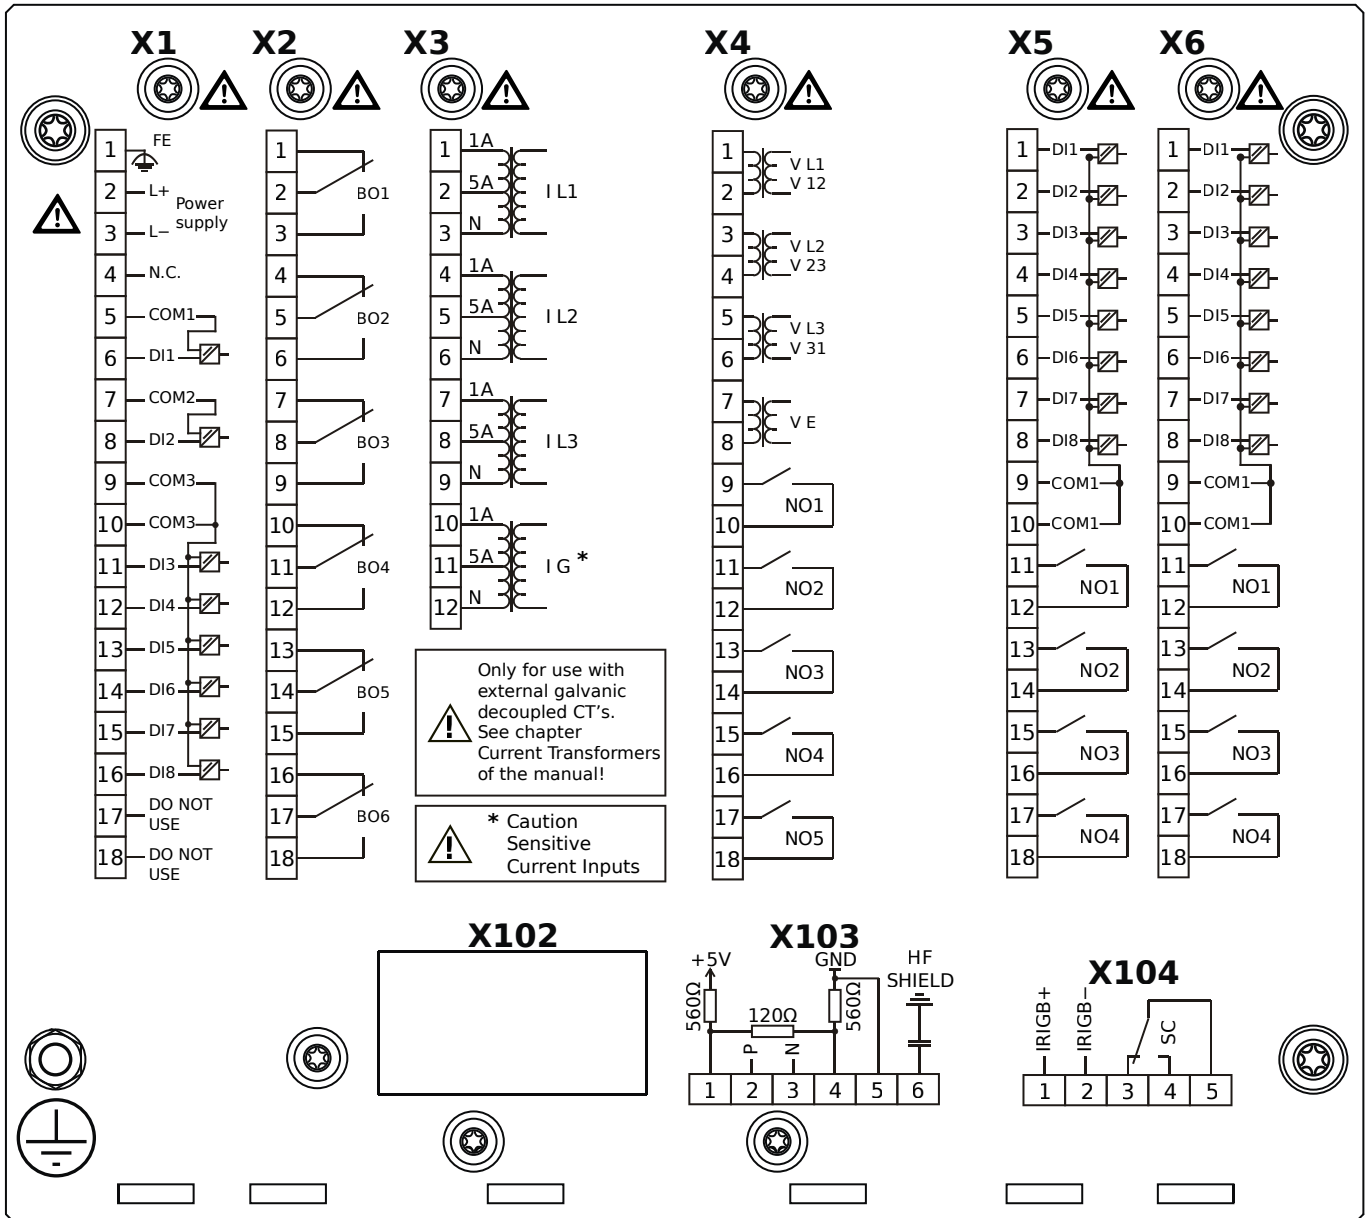 X1
X2
X3
X4
X5
X6
1 FE
2 L+
Power
supply
3 L−
4 N.C.
5 COM1
6 DI1
7 COM2
8 DI2
9 COM3
10 COM3
11 DI3
12 DI4
13 DI5
14 DI6
15 DI7
16 DI8
17 DO NOT
USE
18 DO NOT
USE
1
2 BO1
3
4
5 BO2
6
7
8 BO3
9
10
11 BO4
12
13
14 BO5
15
16
17 BO6
18
1 1A
2 5A I L1
3 N
4 1A
5 5A I L2
6 N
7 1A
8 5A I L3
9 N
10 1A
11 5A I G *
12 N
Only for use with
external galvanic
decoupled CT's.
See chapter
Current Transformers
of the manual!
* Caution
Sensitive
Current Inputs
1 V L1
2 V 12
3 V L2
4 V 23
5 V L3
6 V 31
7 V E
8
9 NO1
10
11 NO2
12
13 NO3
14
15 NO4
16
17 NO5
18
1 DI1
2 DI2
3 DI3
4 DI4
5 DI5
6 DI6
7 DI7
8 DI8
9 COM1
10 COM1
11 NO1
12
13 NO2
14
15 NO3
16
17 NO4
18
1 DI1
2 DI2
3 DI3
4 DI4
5 DI5
6 DI6
7 DI7
8 DI8
9 COM1
10 COM1
11 NO1
12
13 NO2
14
15 NO3
16
17 NO4
18
X102
X103
+5V
GND
HF
SHIELD
560Ω
120Ω
560Ω
P
N
1 2 3 4 5 6
X104
IRIGB+
IRIGB−
SC
1 2 3 4 5